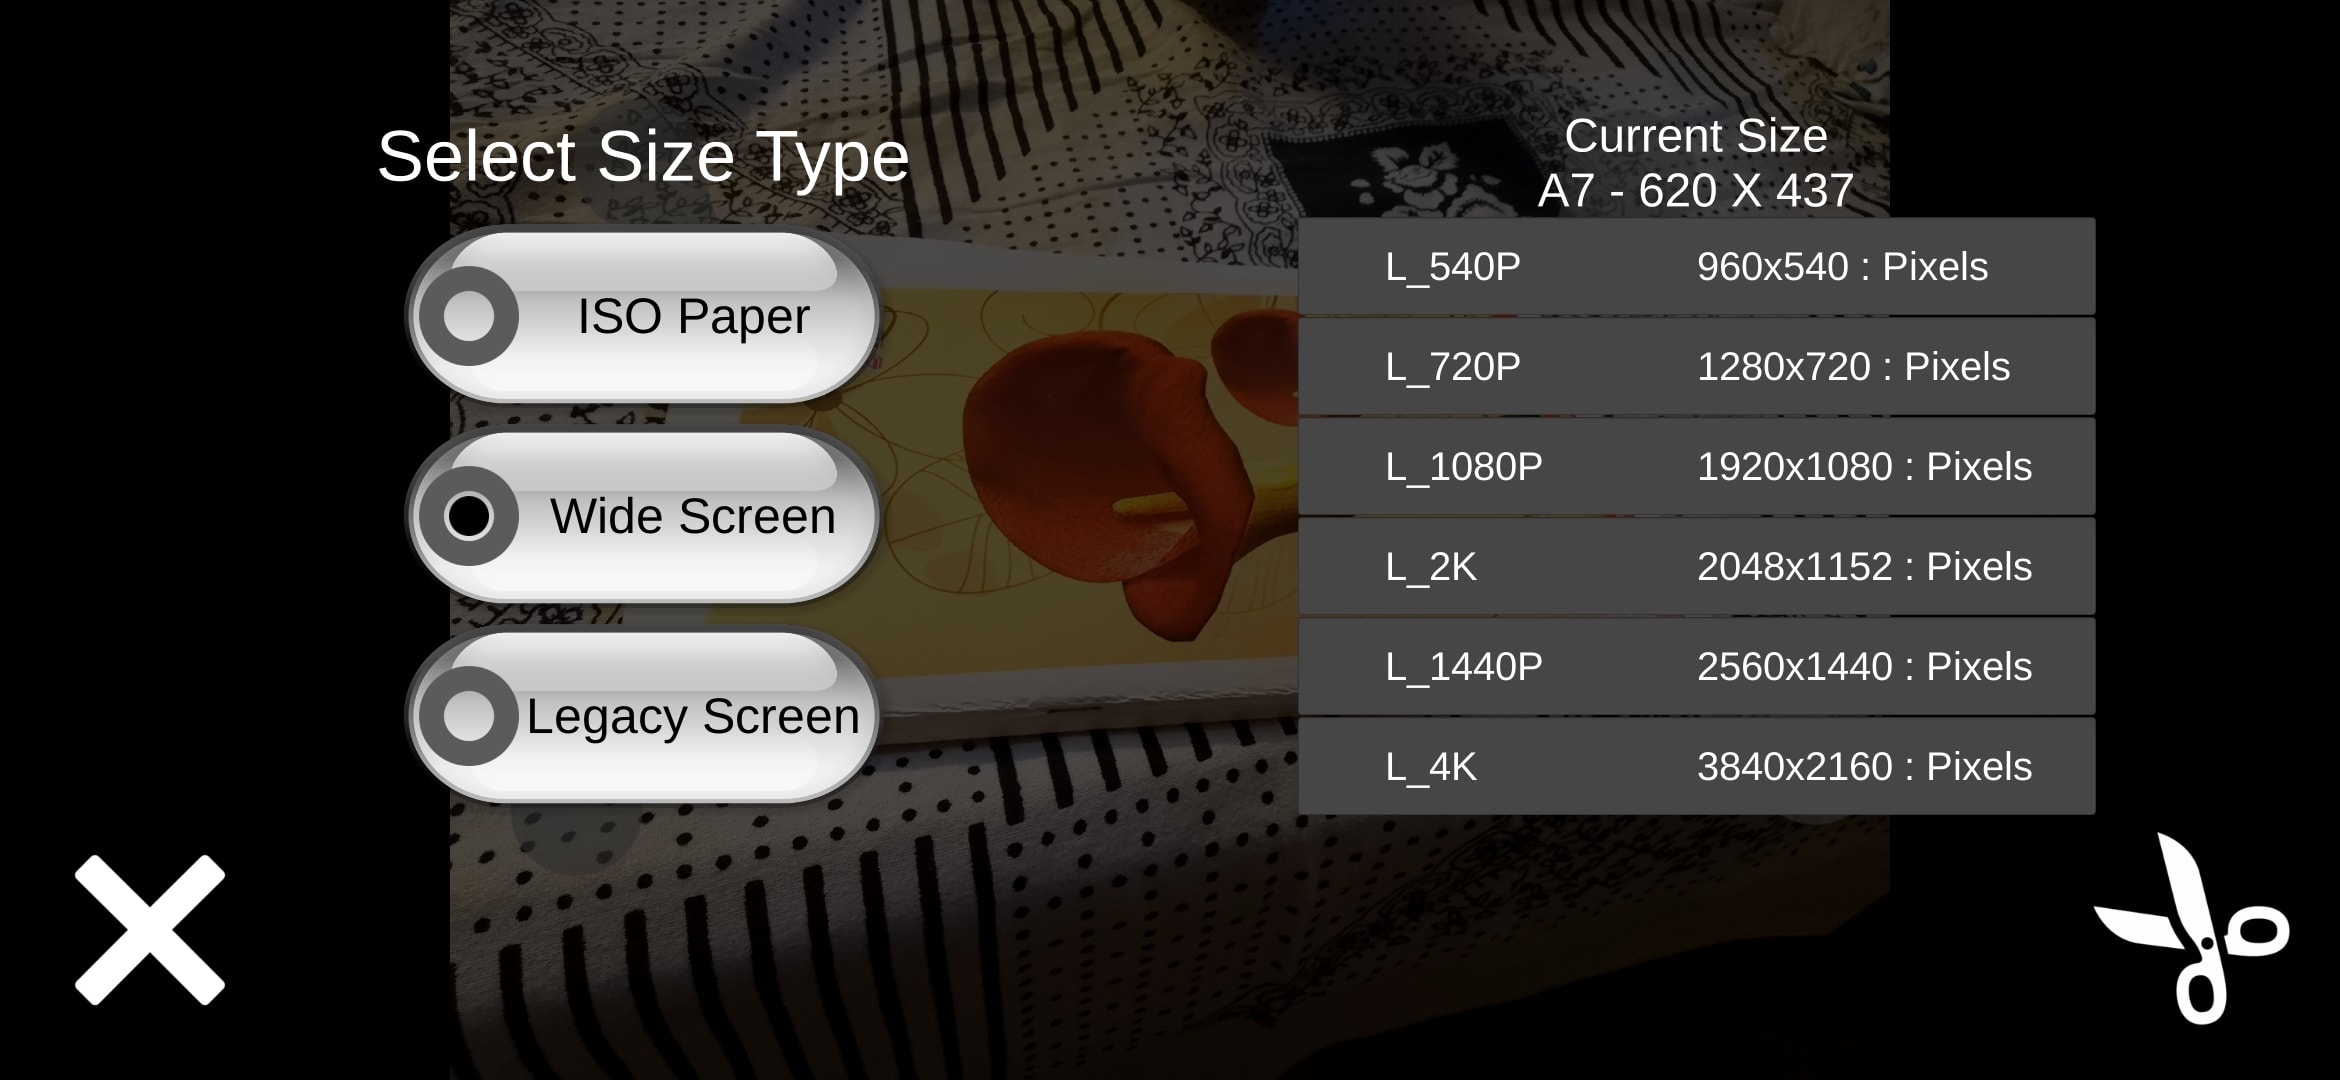 Select Size Type
ISO Paper
Wide Screen
Legacy Screen
Current Size
A7 - 620 X 437
L_540P 960x540 : Pixels
L_720P 1280x720 : Pixels
L_1080P 1920x1080 : Pixels
L_2K 2048x1152 : Pixels
L_1440P 2560x1440 : Pixels
L_4K 3840x2160 : Pixels